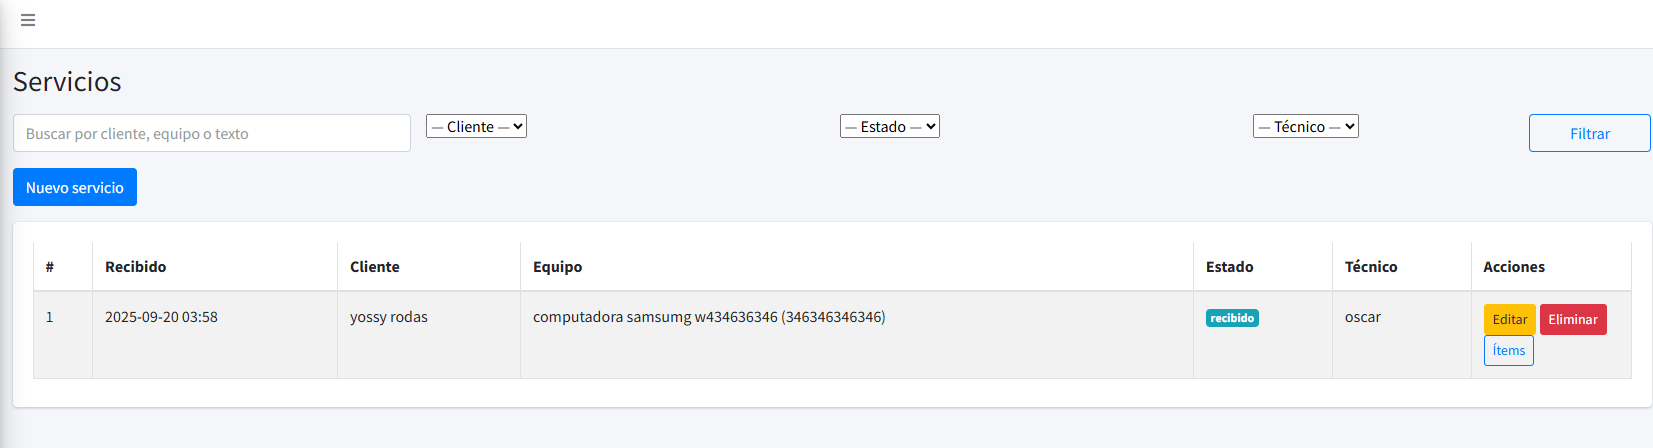 Servicios
Buscar por cliente, equipo o texto
— Cliente —
— Estado —
— Técnico —
Filtrar
Nuevo servicio
# Recibido Cliente Equipo Estado Técnico Acciones
1 2025-09-20 03:58 yossy rodas computadora samsumg w434636346 (346346346346) recibido oscar Editar Eliminar
Ítems